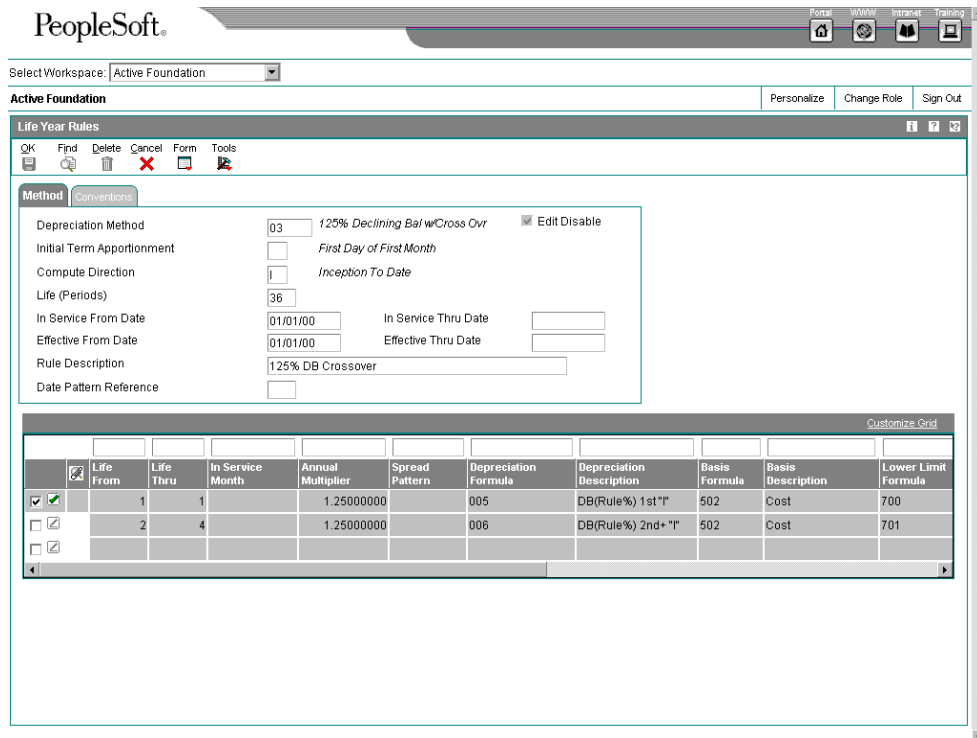 Portal WWW Intranet Training
PeopleSoft.
Select Workspace: Active Foundation
Active Foundation Personalize Change Role Sign Out
Life Year Rules
OK Find Delete Cancel Form Tools
Method Conventions
Depreciation Method 03 125% Declining Bal w/Cross Ovr Edit Disable
Initial Term Apportionment First Day of First Month
Compute Direction I Inception To Date
Life (Periods) 36
In Service From Date 01/01/00 In Service Thru Date
Effective From Date 01/01/00 Effective Thru Date
Rule Description 125% DB Crossover
Date Pattern Reference
Customize Grid
Life From Life Thru In Service Month Annual Multiplier Spread Pattern Depreciation Formula Depreciation Description Basis Formula Basis Description Lower Limit Formula
1 1 1.25000000 005 DB(Rule%) 1st "I" 502 Cost 700
2 4 1.25000000 006 DB(Rule%) 2nd+ "I" 502 Cost 701